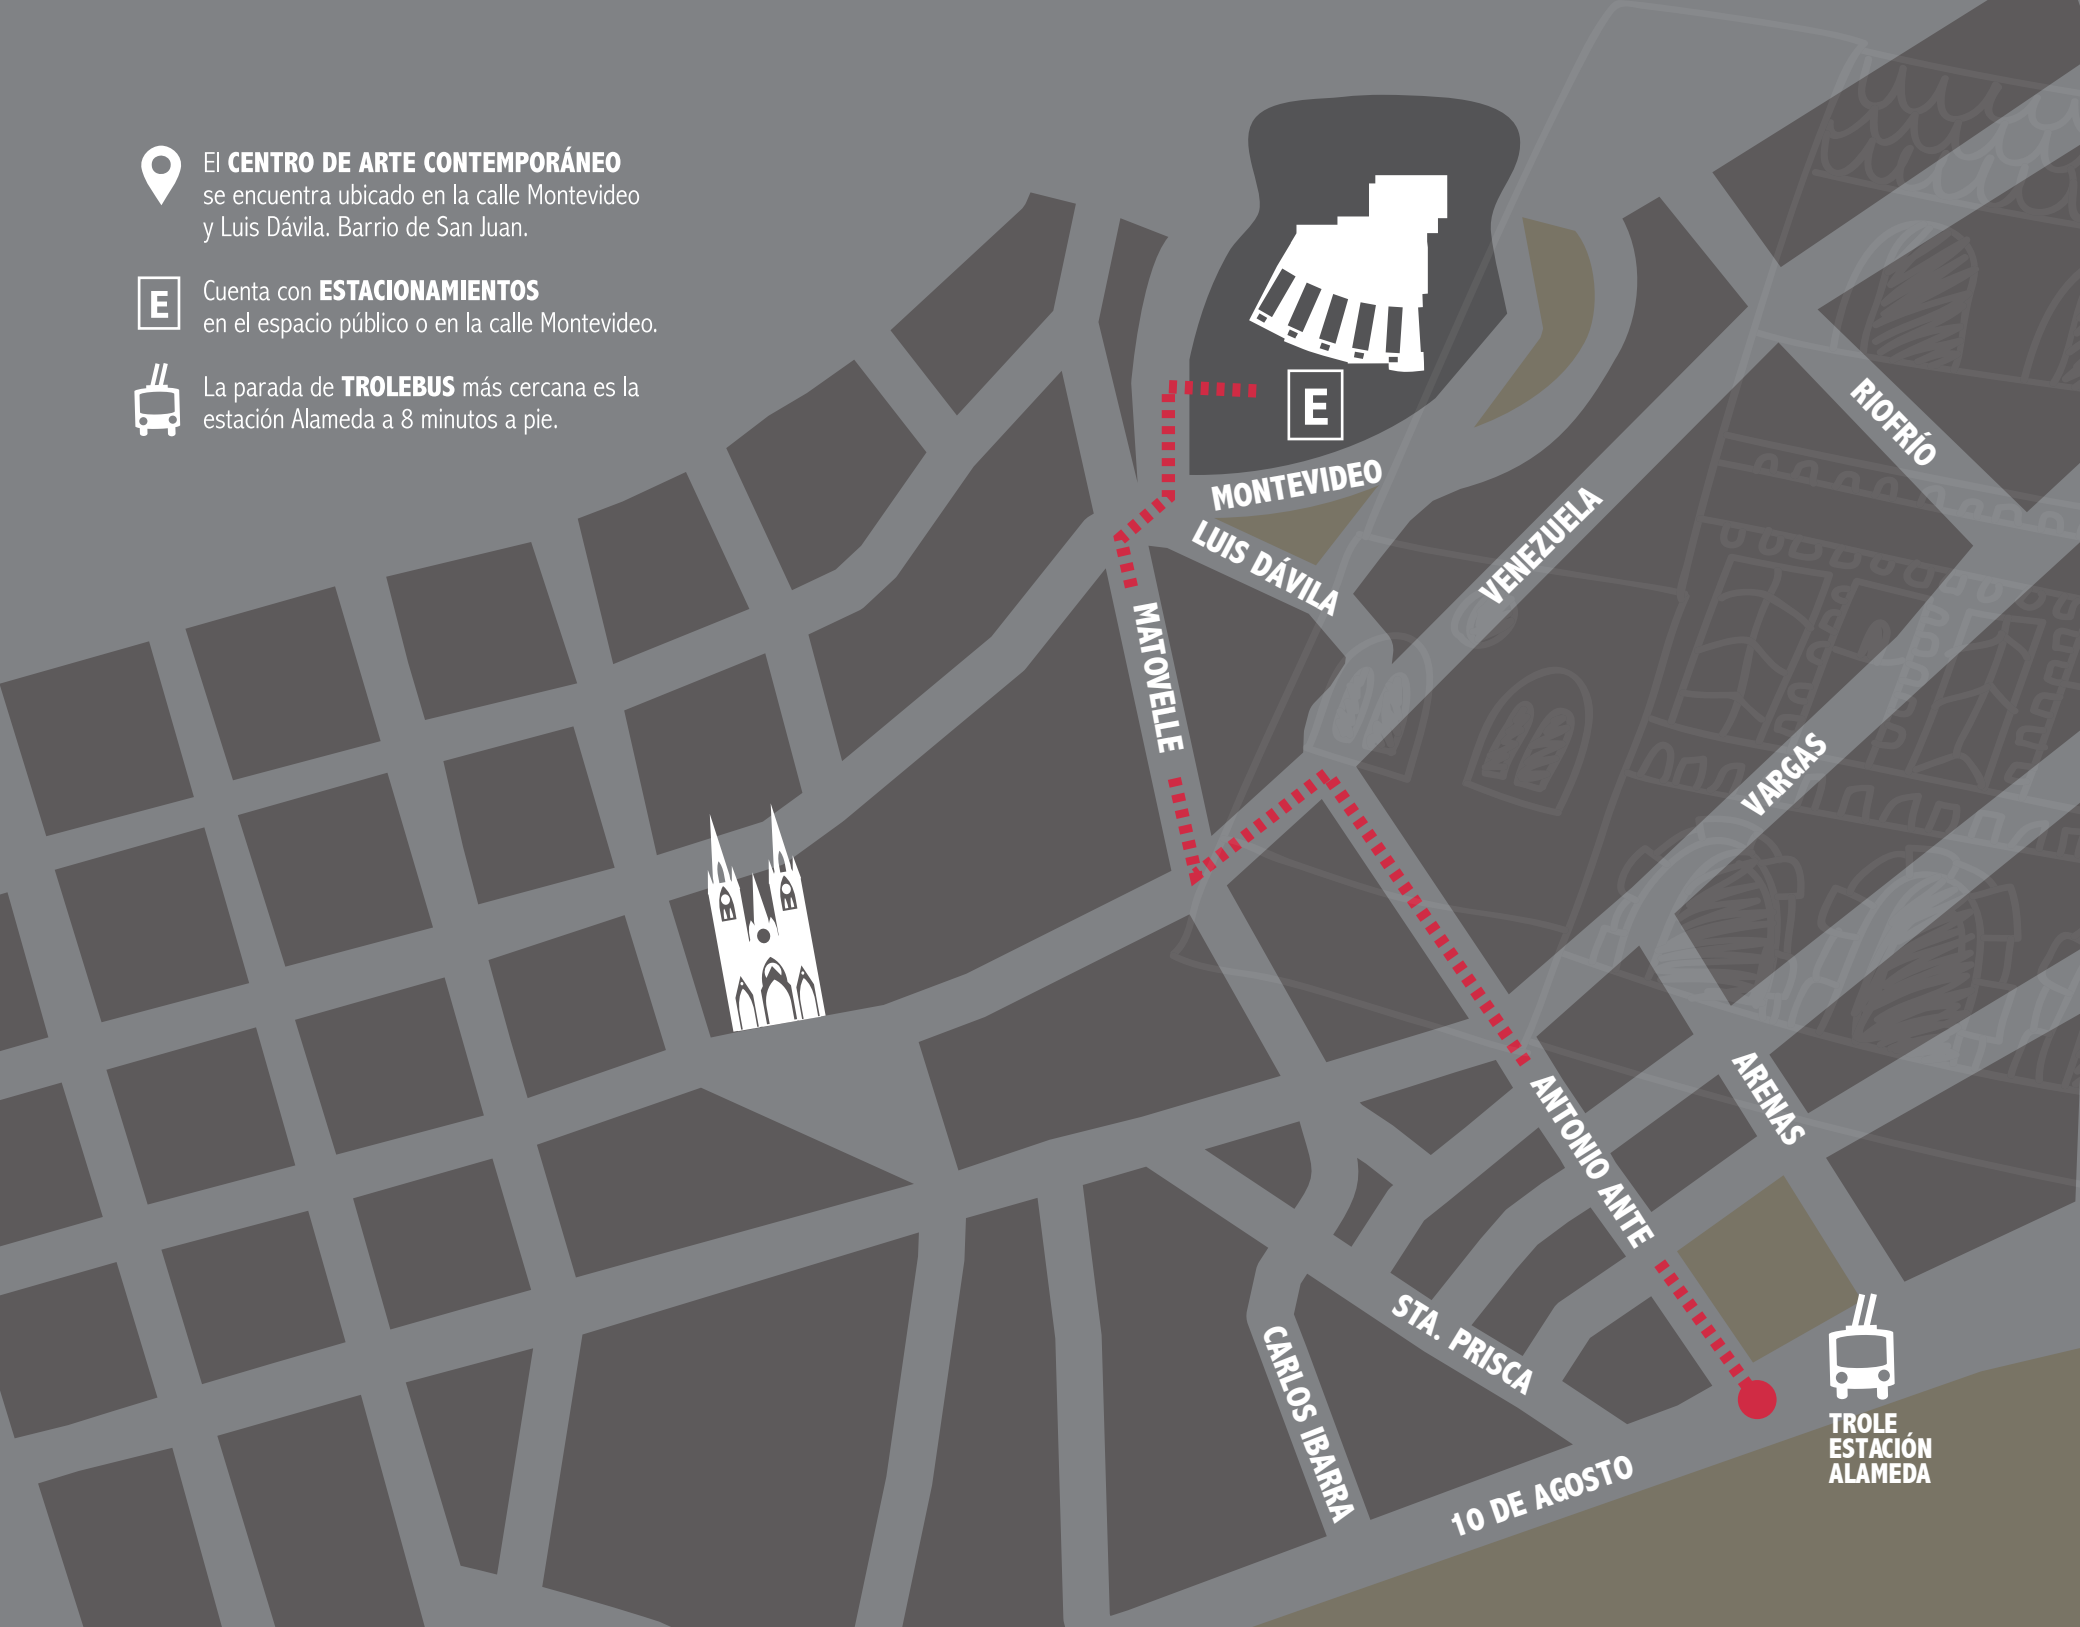 El CENTRO DE ARTE CONTEMPORÁNEO
se encuentra ubicado en la calle Montevideo
y Luis Dávila. Barrio de San Juan.
E
Cuenta con ESTACIONAMIENTOS
en el espacio público o en la calle Montevideo.
La parada de TROLEBUS más cercana es la
estación Alameda a 8 minutos a pie.
E
RIOFRÍO
MONTEVIDEO
LUIS DÁVILA
VENEZUELA
MATOVELLE
VARGAS
ARENAS
ANTONIO ANTE
STA. PRISCA
CARLOS IBARRA
10 DE AGOSTO
TROLE
ESTACIÓN
ALAMEDA